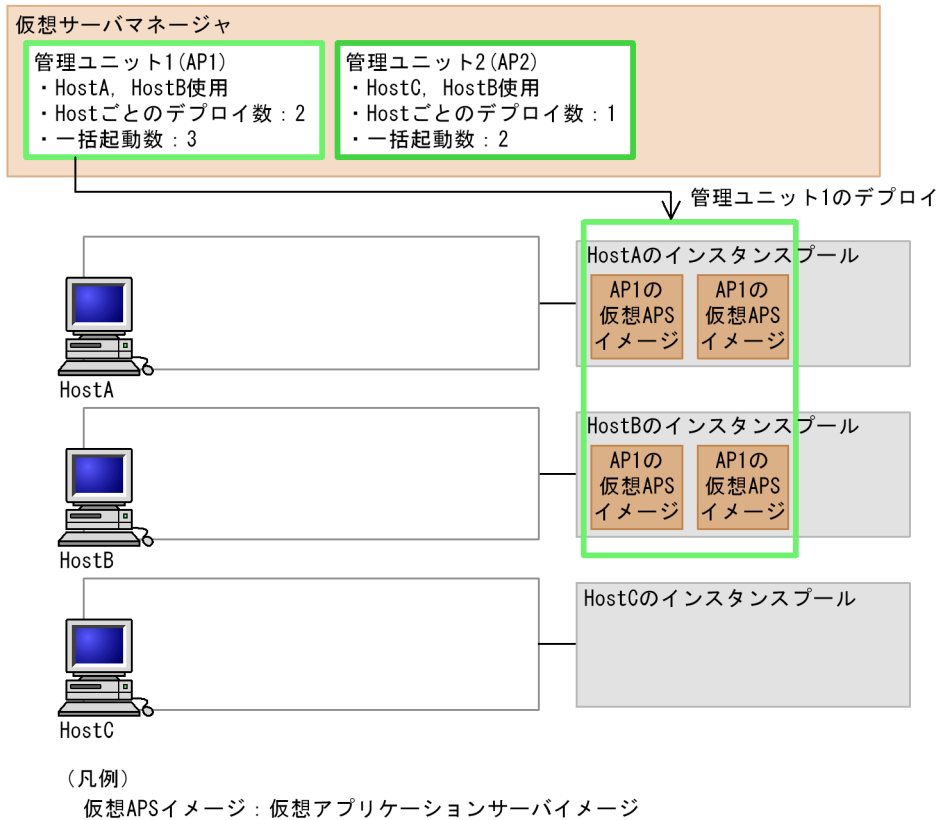 仮想サーバマネージャ
管理ユニット1(AP1)
・HostA, HostB使用
・Hostごとのデプロイ数：2
・一括起動数：3
管理ユニット2(AP2)
・HostC, HostB使用
・Hostごとのデプロイ数：1
・一括起動数：2
管理ユニット1のデプロイ
HostAのインスタンスプール
AP1の
仮想APS
イメージ
AP1の
仮想APS
イメージ
HostA
HostBのインスタンスプール
AP1の
仮想APS
イメージ
AP1の
仮想APS
イメージ
HostB
HostCのインスタンスプール
HostC
（凡例）
仮想APSイメージ：仮想アプリケーションサーバイメージ